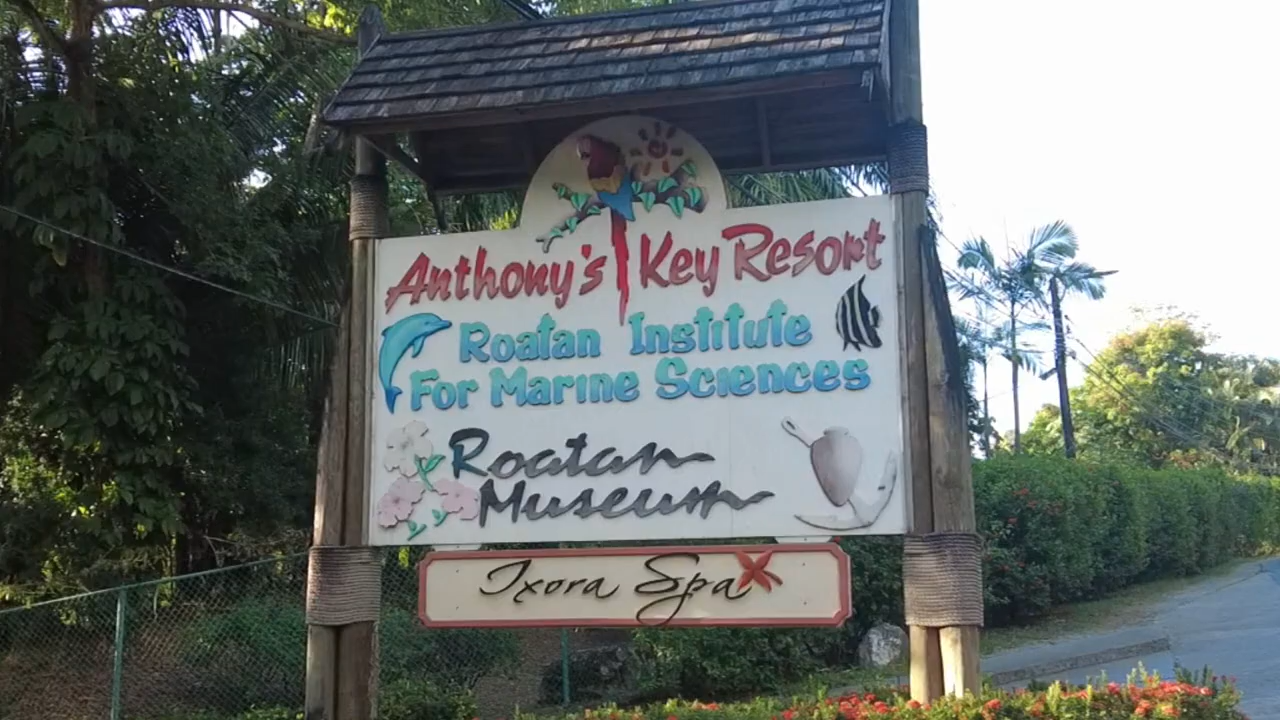 Anthony's Key Resort
Roatan Institute
For Marine Sciences
Roatan
Museum
Ixora Spa